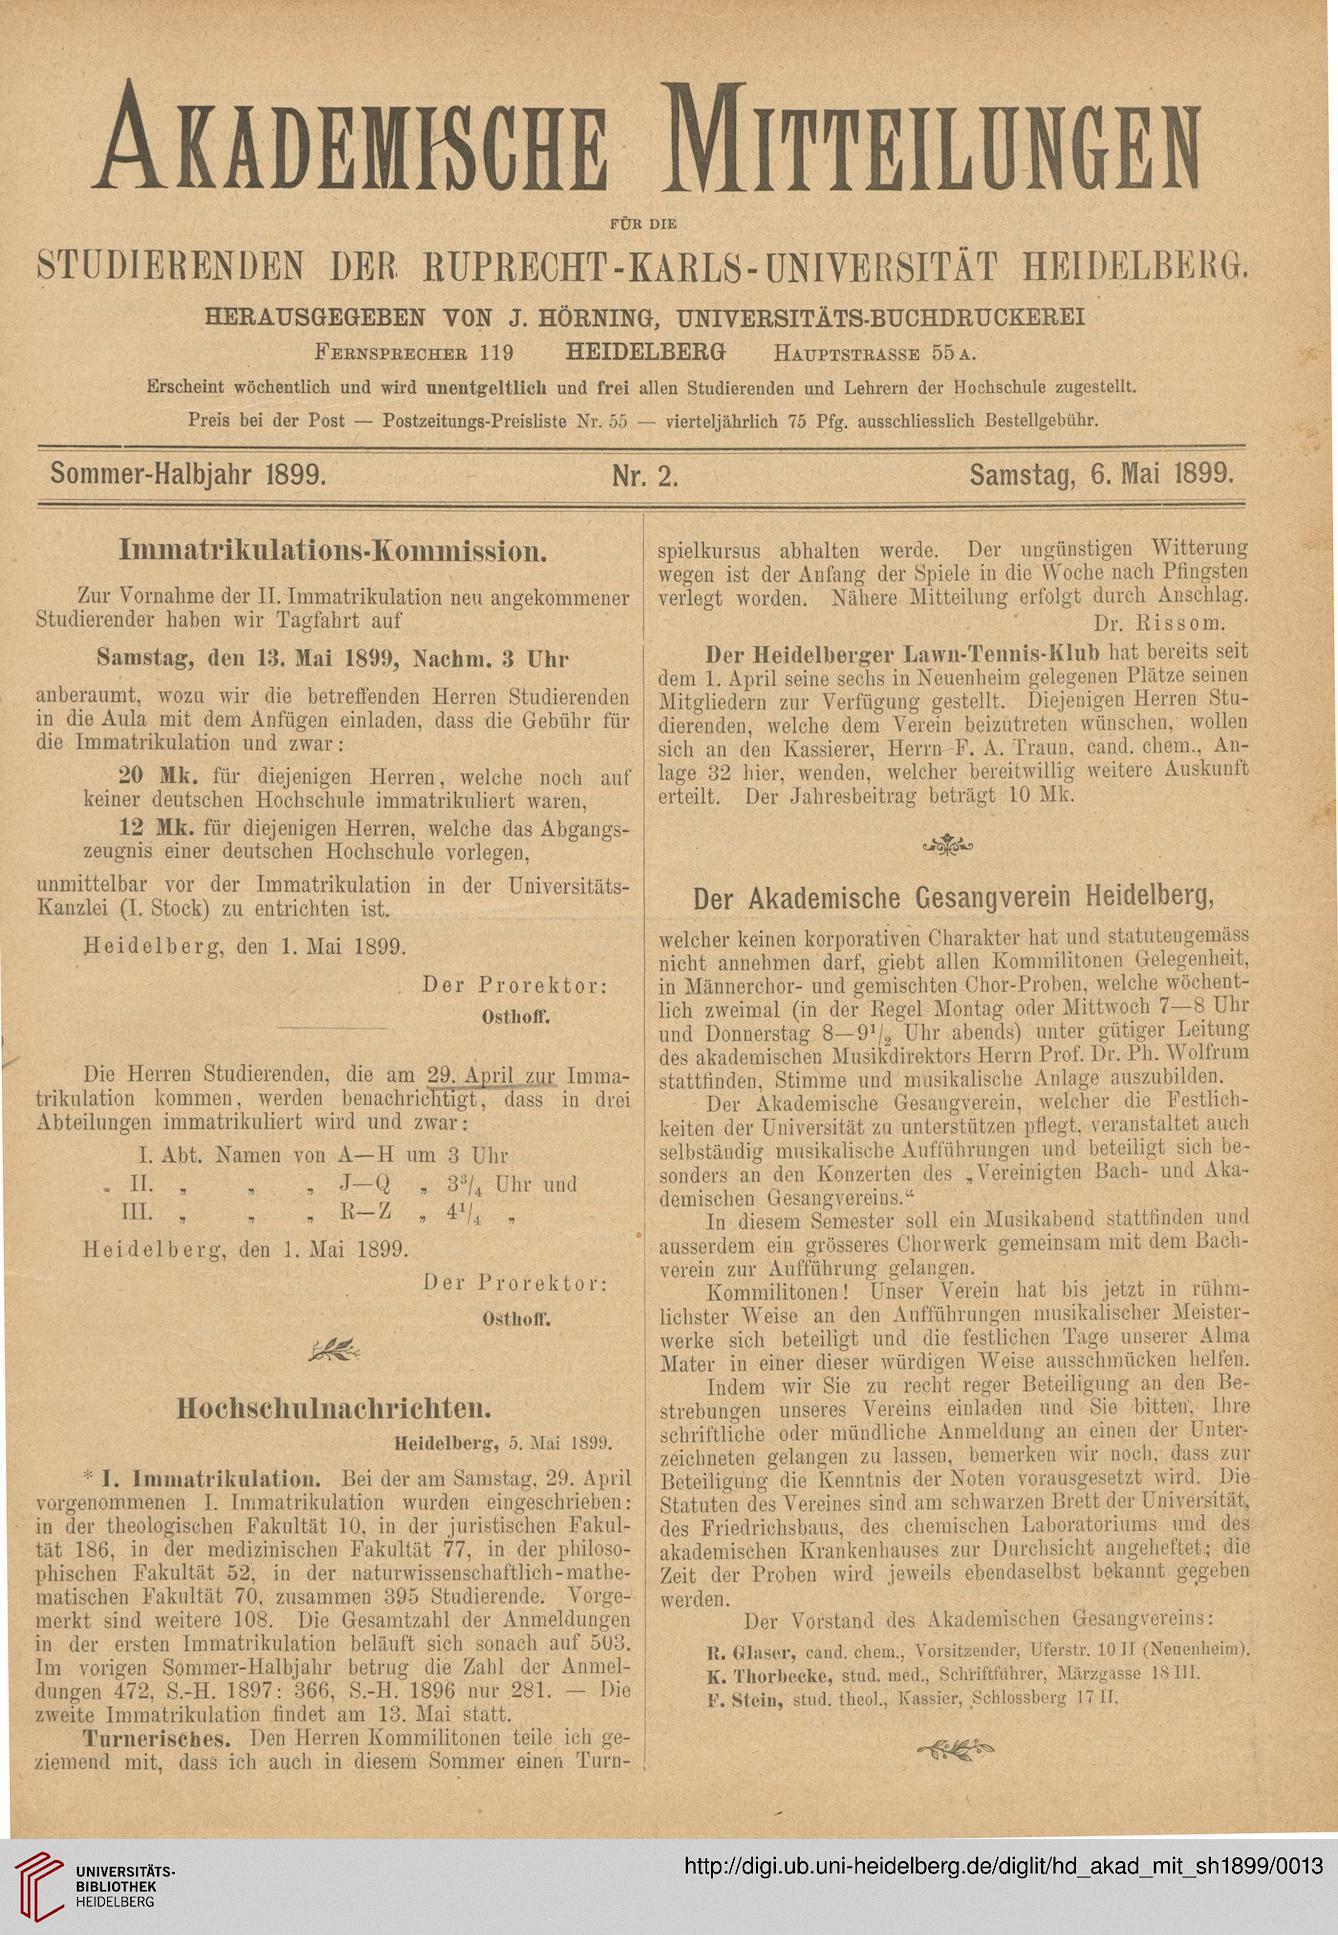 AKADEMISCHE MITTEILUNGEN
FÜR DIE
STUDIERENDEN DER RUPRECHT-KARLS-UNIVERSITÄT HEIDELBERG.
HERAUSGEGEBEN VON J. HÖRNING, UNIVERSITÄTS-BUCHDRUCKEREI
FERNSPRECHER 119 HEIDELBERG HAUPTSTRASSE 55A.
Erscheint wöchentlich und wird unentgeltlich und frei allen Studierenden und Lehrern der Hochschule zugestellt.
Preis bei der Post — Postzeitungs-Preisliste Nr. 55 — vierteljährlich 75 Pfg. ausschliesslich Bestellgebühr.
Sommer-Halbjahr 1899. Nr. 2. Samstag, 6. Mai 1899.
Immatrikulations-Kommission.
Zur Vornahme der II. Immatrikulation neu angekommener
Studierender haben wir Tagfahrt auf
Samstag, den 13. Mai 1899, Nachm. 3 Uhr
anberaumt, wozu wir die betreffenden Herren Studierenden
in die Aula mit dem Anfügen einladen, dass die Gebühr für
die Immatrikulation und zwar:
20 Mk. für diejenigen Herren, welche noch auf
keiner deutschen Hochschule immatrikuliert waren,
12 Mk. für diejenigen Herren, welche das Abgangs-
zeugnis einer deutschen Hochschule vorlegen,
unmittelbar vor der Immatrikulation in der Universitäts-
Kanzlei (I. Stock) zu entrichten ist.
Heidelberg, den 1. Mai 1899.
Der Prorektor:
Osthoff.
Die Herren Studierenden, die am 29. April zur Imma-
trikulation kommen, werden benachrichtigt, dass in drei
Abteilungen immatrikuliert wird und zwar:
I. Abt. Namen von A—H um 3 Uhr
II. „ „ „ J—Q „ 3³/₄ Uhr und
III. „ „ „ R—Z „ 4¹/₄ „
Heidelberg, den 1. Mai 1899.
Der Prorektor:
Osthoff.
Hochschulnachrichten.
Heidelberg, 5. Mai 1899.
* I. Immatrikulation. Bei der am Samstag, 29. April
vorgenommenen I. Immatrikulation wurden eingeschrieben:
in der theologischen Fakultät 10, in der juristischen Fakul-
tät 186, in der medizinischen Fakultät 77, in der philoso-
phischen Fakultät 52, in der naturwissenschaftlich-mathe-
matischen Fakultät 70, zusammen 395 Studierende. Vorge-
merkt sind weitere 108. Die Gesamtzahl der Anmeldungen
in der ersten Immatrikulation beläuft sich sonach auf 503.
Im vorigen Sommer-Halbjahr betrug die Zahl der Anmel-
dungen 472, S.-H. 1897: 366, S.-H. 1896 nur 281. — Die
zweite Immatrikulation findet am 13. Mai statt.
Turnerisches. Den Herren Kommilitonen teile ich ge-
ziemend mit, dass ich auch in diesem Sommer einen Turn-
spielkursus abhalten werde. Der ungünstigen Witterung
wegen ist der Anfang der Spiele in die Woche nach Pfingsten
verlegt worden. Nähere Mitteilung erfolgt durch Anschlag.
Dr. Rissom.
Der Heidelberger Lawn-Tennis-Klub hat bereits seit
dem 1. April seine sechs in Neuenheim gelegenen Plätze seinen
Mitgliedern zur Verfügung gestellt. Diejenigen Herren Stu-
dierenden, welche dem Verein beizutreten wünschen, wollen
sich an den Kassierer, Herrn F. A. Traun, cand. chem., An-
lage 32 hier, wenden, welcher bereitwillig weitere Auskunft
erteilt. Der Jahresbeitrag beträgt 10 Mk.
Der Akademische Gesangverein Heidelberg,
welcher keinen korporativen Charakter hat und statutengemäss
nicht annehmen darf, giebt allen Kommilitonen Gelegenheit,
in Männerchor- und gemischten Chor-Proben, welche wöchent-
lich zweimal (in der Regel Montag oder Mittwoch 7—8 Uhr
und Donnerstag 8—9¹/₂ Uhr abends) unter gütiger Leitung
des akademischen Musikdirektors Herrn Prof. Dr. Ph. Wolfrum
stattfinden, Stimme und musikalische Anlage auszubilden.
Der Akademische Gesangverein, welcher die Festlich-
keiten der Universität zu unterstützen pflegt, veranstaltet auch
selbständig musikalische Aufführungen und beteiligt sich be-
sonders an den Konzerten des „Vereinigten Bach- und Aka-
demischen Gesangvereins.“
In diesem Semester soll ein Musikabend stattfinden und
ausserdem ein grösseres Chorwerk gemeinsam mit dem Bach-
verein zur Aufführung gelangen.
Kommilitonen! Unser Verein hat bis jetzt in rühm-
lichster Weise an den Aufführungen musikalischer Meister-
werke sich beteiligt und die festlichen Tage unserer Alma
Mater in einer dieser würdigen Weise ausschmücken helfen.
Indem wir Sie zu recht reger Beteiligung an den Be-
strebungen unseres Vereins einladen und Sie bitten, Ihre
schriftliche oder mündliche Anmeldung an einen der Unter-
zeichneten gelangen zu lassen, bemerken wir noch, dass zur
Beteiligung die Kenntnis der Noten vorausgesetzt wird. Die
Statuten des Vereines sind am schwarzen Brett der Universität,
des Friedrichsbaus, des chemischen Laboratoriums und des
akademischen Krankenhauses zur Durchsicht angeheftet; die
Zeit der Proben wird jeweils ebendaselbst bekannt gegeben
werden.
Der Vorstand des Akademischen Gesangvereins:
R. Glaser, cand. chem., Vorsitzender, Uferstr. 10 II (Neuenheim).
K. Thorbecke, stud. med., Schriftführer, Märzgasse 18 III.
F. Stein, stud. theol., Kassier, Schlossberg 17 II.
UNIVERSITÄTS-
BIBLIOTHEK
HEIDELBERG
http://digi.ub.uni-heidelberg.de/diglit/hd_akad_mit_sh1899/0013